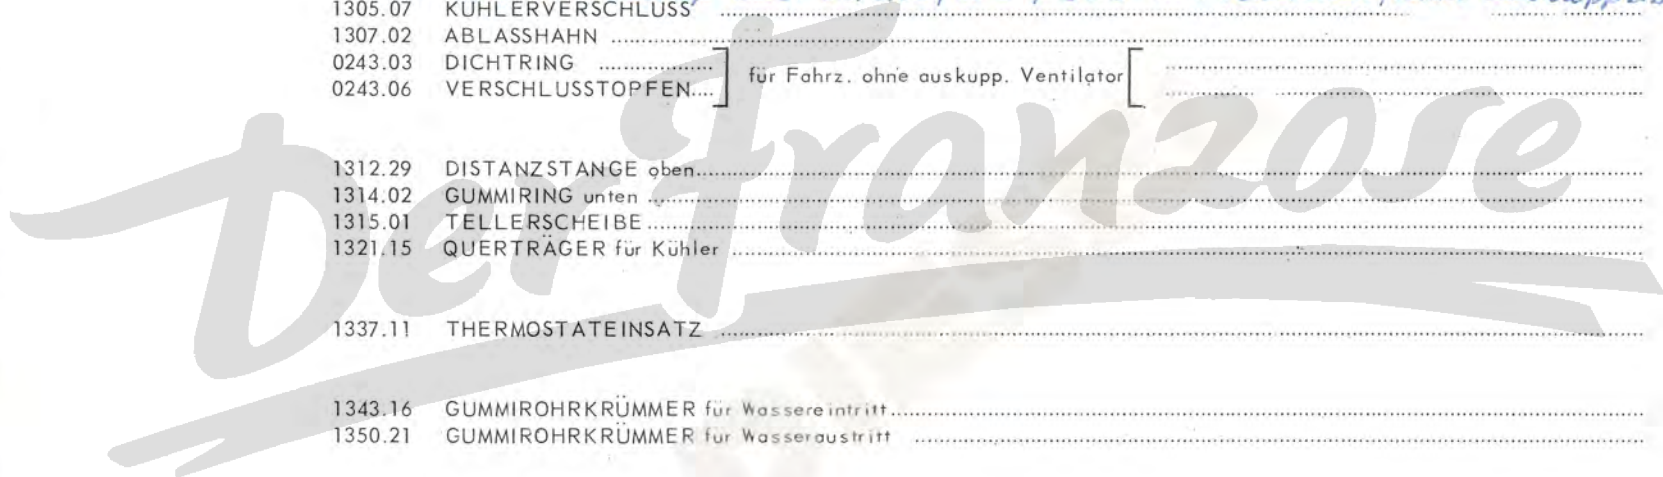 1305.07 KÜHLERVERSCHLUSS
1307.02 ABLASSHAHN
0243.03 DICHTRING
0243.06 VERSCHLUSSTOPFEN
für Fahrz. ohne auskupp. Ventilator
1312.29 DISTANZSTANGE oben
1314.02 GUMMIRING unten
1315.01 TELLERSCHEIBE
1321.15 QUERTRÄGER für Kühler
1337.11 THERMOSTATEINSATZ
1343.16 GUMMIROHRKRÜMMER für Wassereintritt
1350.21 GUMMIROHRKRÜMMER für Wasseraustritt
Der Franzose